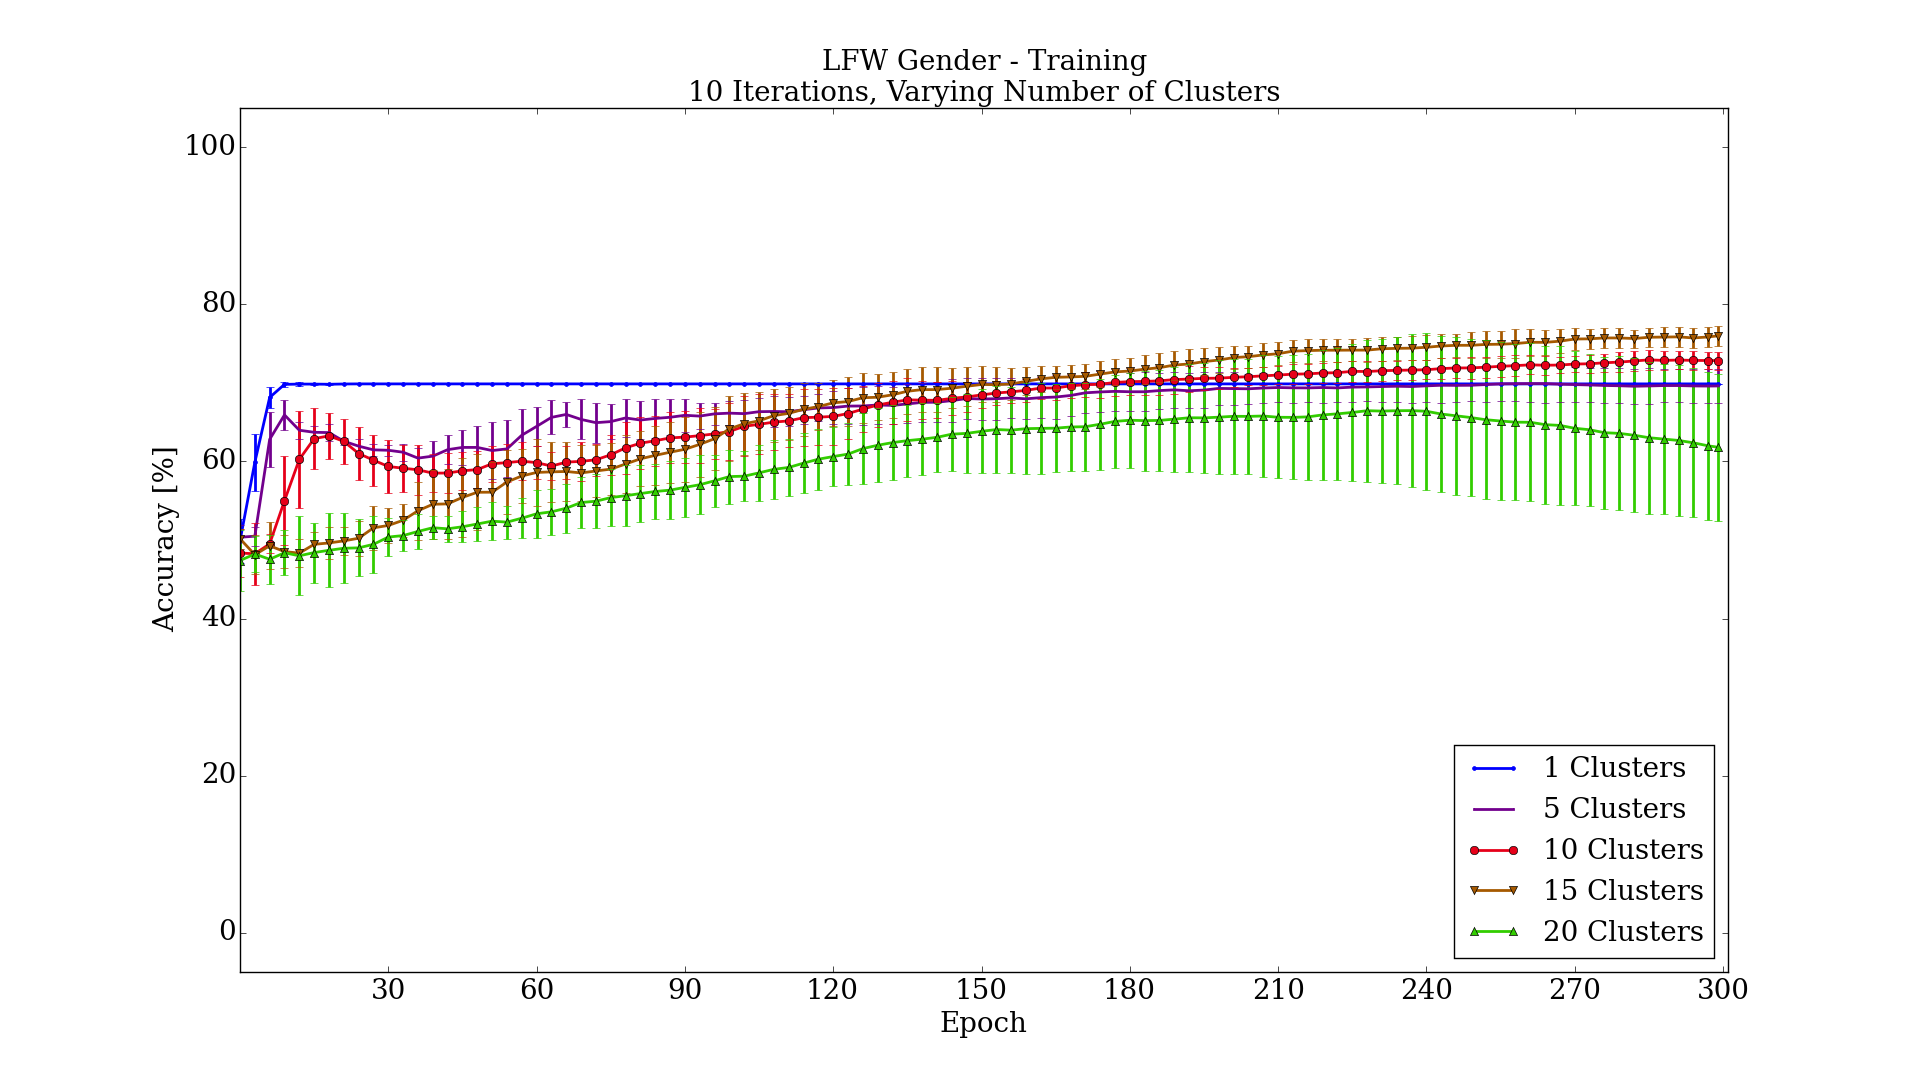 LFW Gender - Training
10 Iterations, Varying Number of Clusters
Accuracy [%]
100
80
60
40
20
0
30 60 90 120 150 180 210 240 270 300
Epoch
1 Clusters
5 Clusters
10 Clusters
15 Clusters
20 Clusters